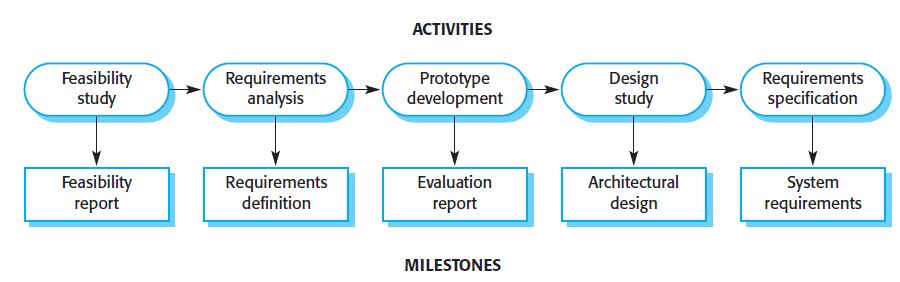 ACTIVITIES
Feasibility
study
Requirements
analysis
Prototype
development
Design
study
Requirements
specification
Feasibility
report
Requirements
definition
Evaluation
report
Architectural
design
System
requirements
MILESTONES